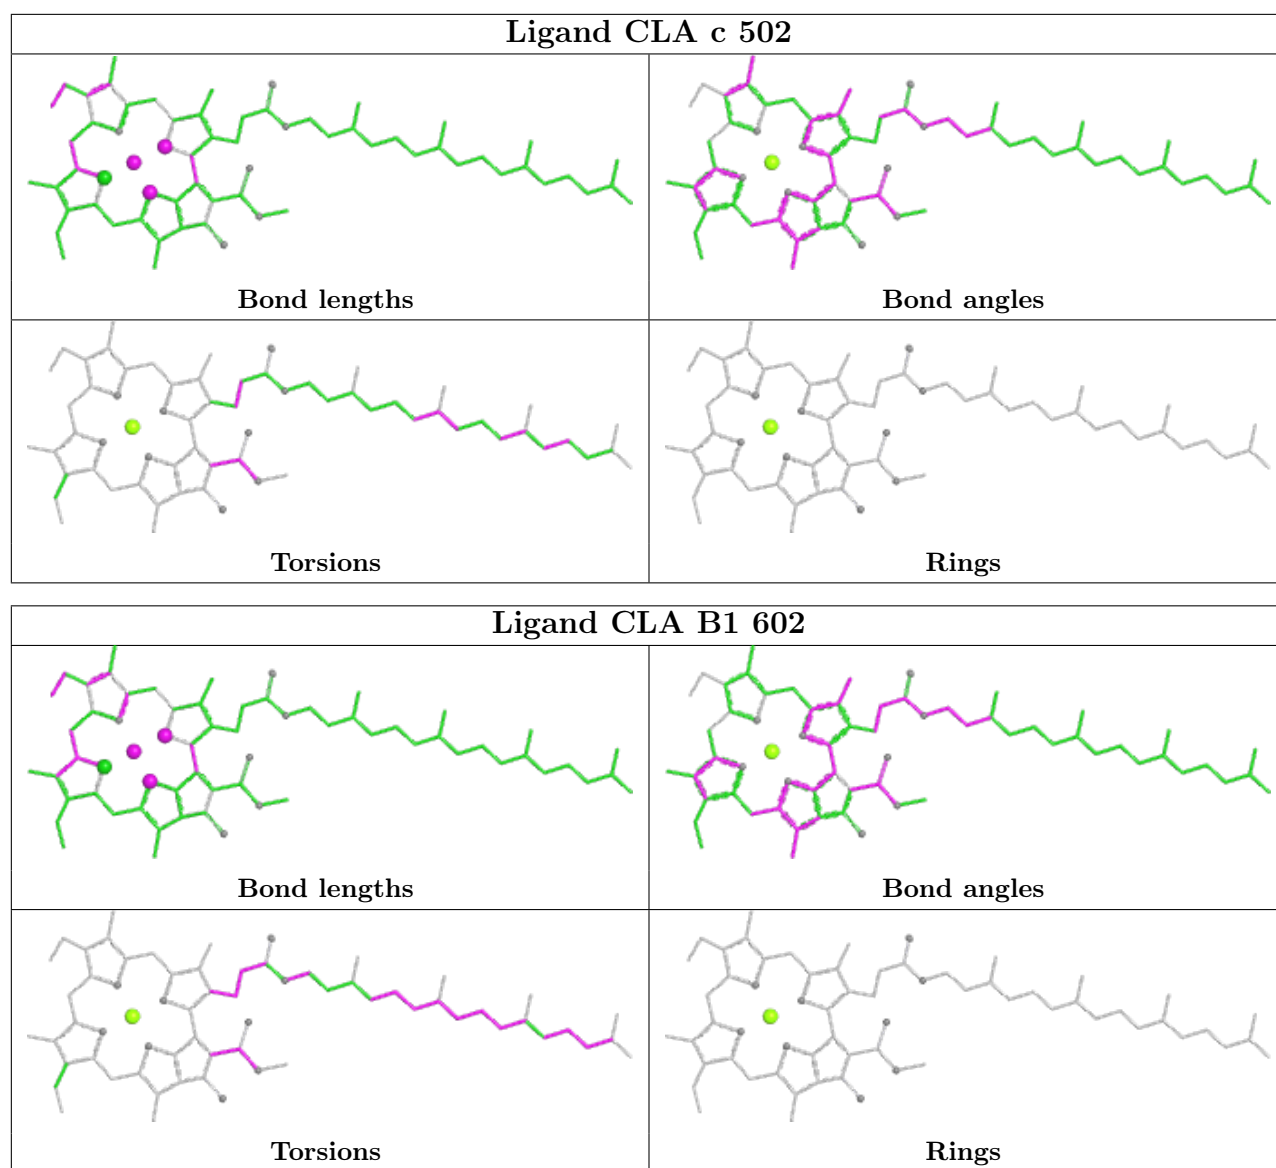 Ligand CLA c 502
Bond lengths
Bond angles
Torsions
Rings
Ligand CLA B1 602
Bond lengths
Bond angles
Torsions
Rings